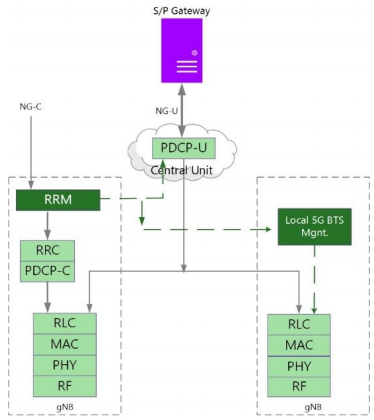 S/P Gateway
NG-C
NG-U
PDCP-U
Central Unit
RRM
Local 5G BTS
Mgnt.
RRC
PDCP-C
RLC
MAC
PHY
RF
gNB
RLC
MAC
PHY
RF
gNB